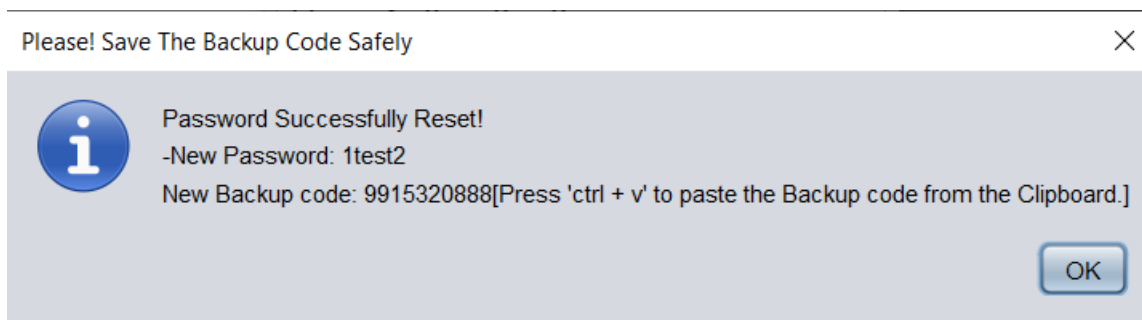 Please! Save The Backup Code Safely
Password Successfully Reset!
-New Password: 1test2
New Backup code: 9915320888[Press 'ctrl + v' to paste the Backup code from the Clipboard.]
OK